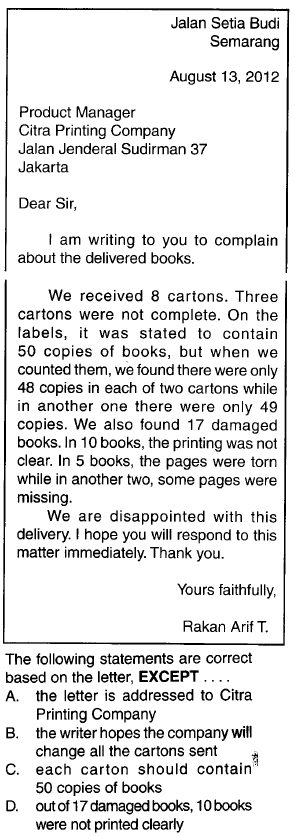 Jalan Setia Budi
Semarang
August 13, 2012
Product Manager
Citra Printing Company
Jalan Jenderal Sudirman 37
Jakarta
Dear Sir,
I am writing to you to complain
about the delivered books.
We received 8 cartons. Three
cartons were not complete. On the
labels, it was stated to contain
50 copies of books, but when we
counted them, we found there were only
48 copies in each of two cartons while
in another one there were only 49
copies. We also found 17 damaged
books. In 10 books, the printing was not
clear. In 5 books, the pages were torn
while in another two, some pages were
missing.
We are disappointed with this
delivery. I hope you will respond to this
matter immediately. Thank you.
Yours faithfully,
Rakan Arif T.
The following statements are correct
based on the letter, EXCEPT . . . .
A. the letter is addressed to Citra
Printing Company
B. the writer hopes the company will
change all the cartons sent
C. each carton should contain
50 copies of books
D. out of 17 damaged books, 10 books
were not printed clearly